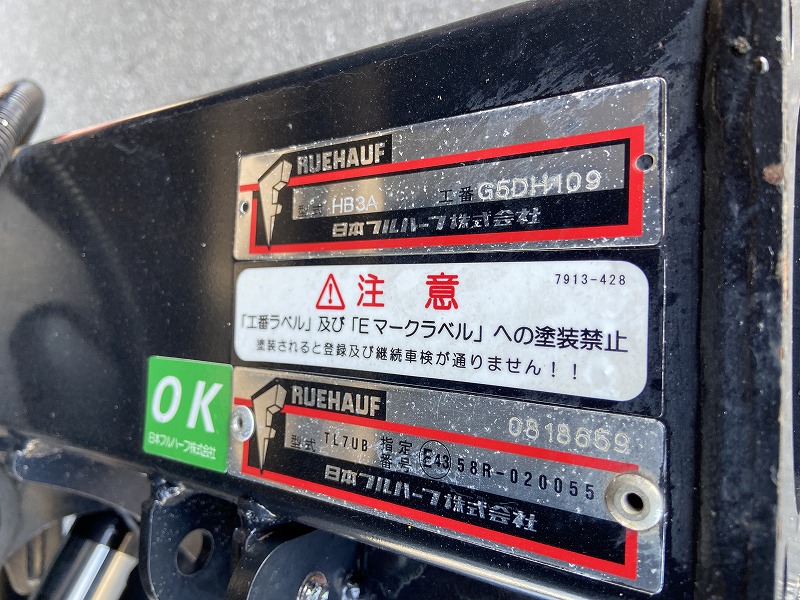 RUEHAUF
型式 HB3A 工番 G5DH109
日本フルハーフ株式会社
注意 7913-428
「工番ラベル」及び「Eマークラベル」への塗装禁止
塗装されると登録及び継続車検が通りません!!
OK
日本フルハーフ株式会社
RUEHAUF
0818669
型式 TL7UB 指定番号 E43 58R-020055
日本フルハーフ株式会社